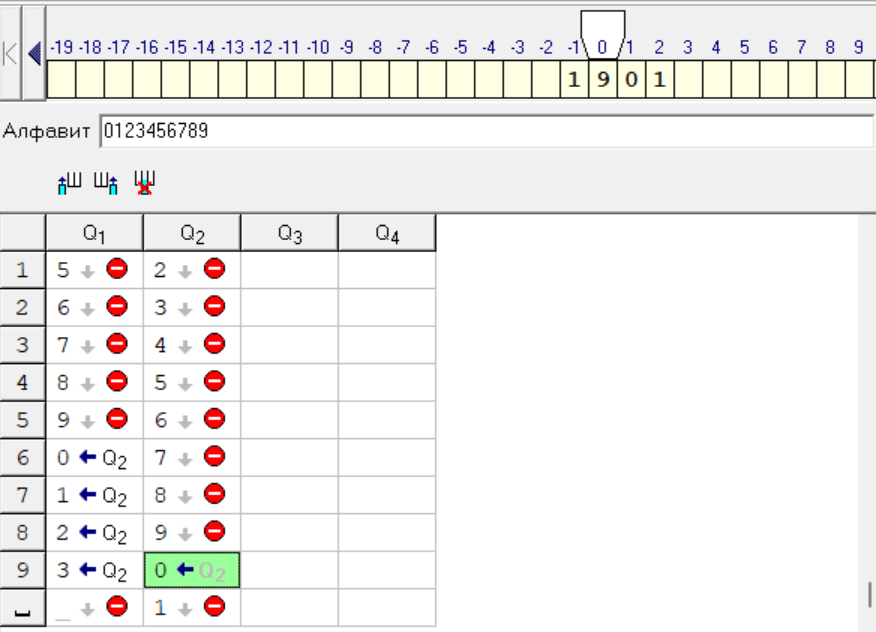 -19 -18 -17 -16 -15 -14 -13 -12 -11 -10 -9 -8 -7 -6 -5 -4 -3 -2 -1 0 1 2 3 4 5 6 7 8 9
1 9 0 1
Алфавит 0123456789
Q1 Q2 Q3 Q4
1 5 ↓ 2 ↓
2 6 ↓ 3 ↓
3 7 ↓ 4 ↓
4 8 ↓ 5 ↓
5 9 ↓ 6 ↓
6 0 ← Q2 7 ↓
7 1 ← Q2 8 ↓
8 2 ← Q2 9 ↓
9 3 ← Q2 0 ← Q2
␣ _ ↓ 1 ↓